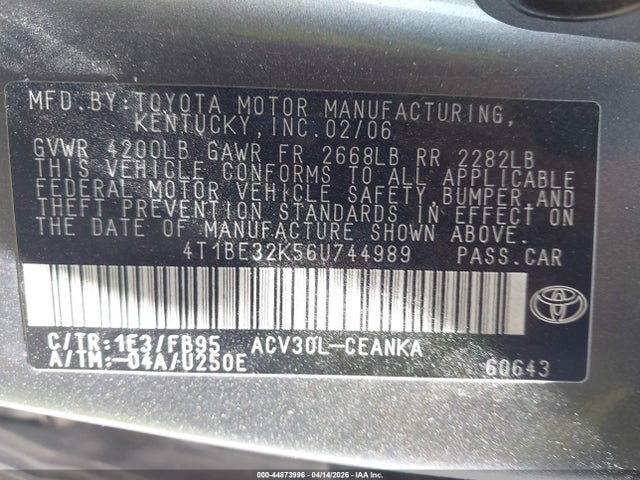 MFD.BY:TOYOTA MOTOR MANUFACTURING,
KENTUCKY,INC.02/06
GVWR 4200LB GAWR FR 2668LB RR 2282LB
THIS VEHICLE CONFORMS TO ALL APPLICABLE
FEDERAL MOTOR VEHICLE SAFETY,BUMPER,AND
THEFT PREVENTION STANDARDS IN EFFECT ON
THE DATE OF MANUFACTURE SHOWN ABOVE.
4T1BE32K56U744989 PASS.CAR
C/TR:1E3/FB95 ACV30L-CEANKA
A/TM:-04A/U250E 60643
000-44873996 - 04/14/2026 - IAAI.COM